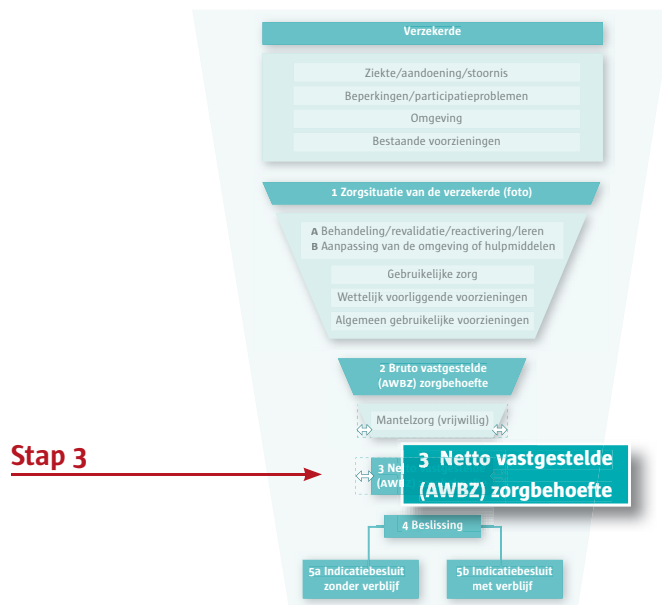 Verzekerde
Ziekte/aandoening/stoornis
Beperkingen/participatieproblemen
Omgeving
Bestaande voorzieningen
1 Zorgsituatie van de verzekerde (foto)
A Behandeling/revalidatie/reactivering/leren
B Aanpassing van de omgeving of hulpmiddelen
Gebruikelijke zorg
Wettelijk voorliggende voorzieningen
Algemeen gebruikelijke voorzieningen
2 Bruto vastgestelde
(AWBZ) zorgbehoefte
Mantelzorg (vrijwillig)
Stap 3
3 Netto vastgestelde
(AWBZ) zorgbehoefte
4 Beslissing
5a Indicatiebesluit
zonder verblijf
5b Indicatiebesluit
met verblijf